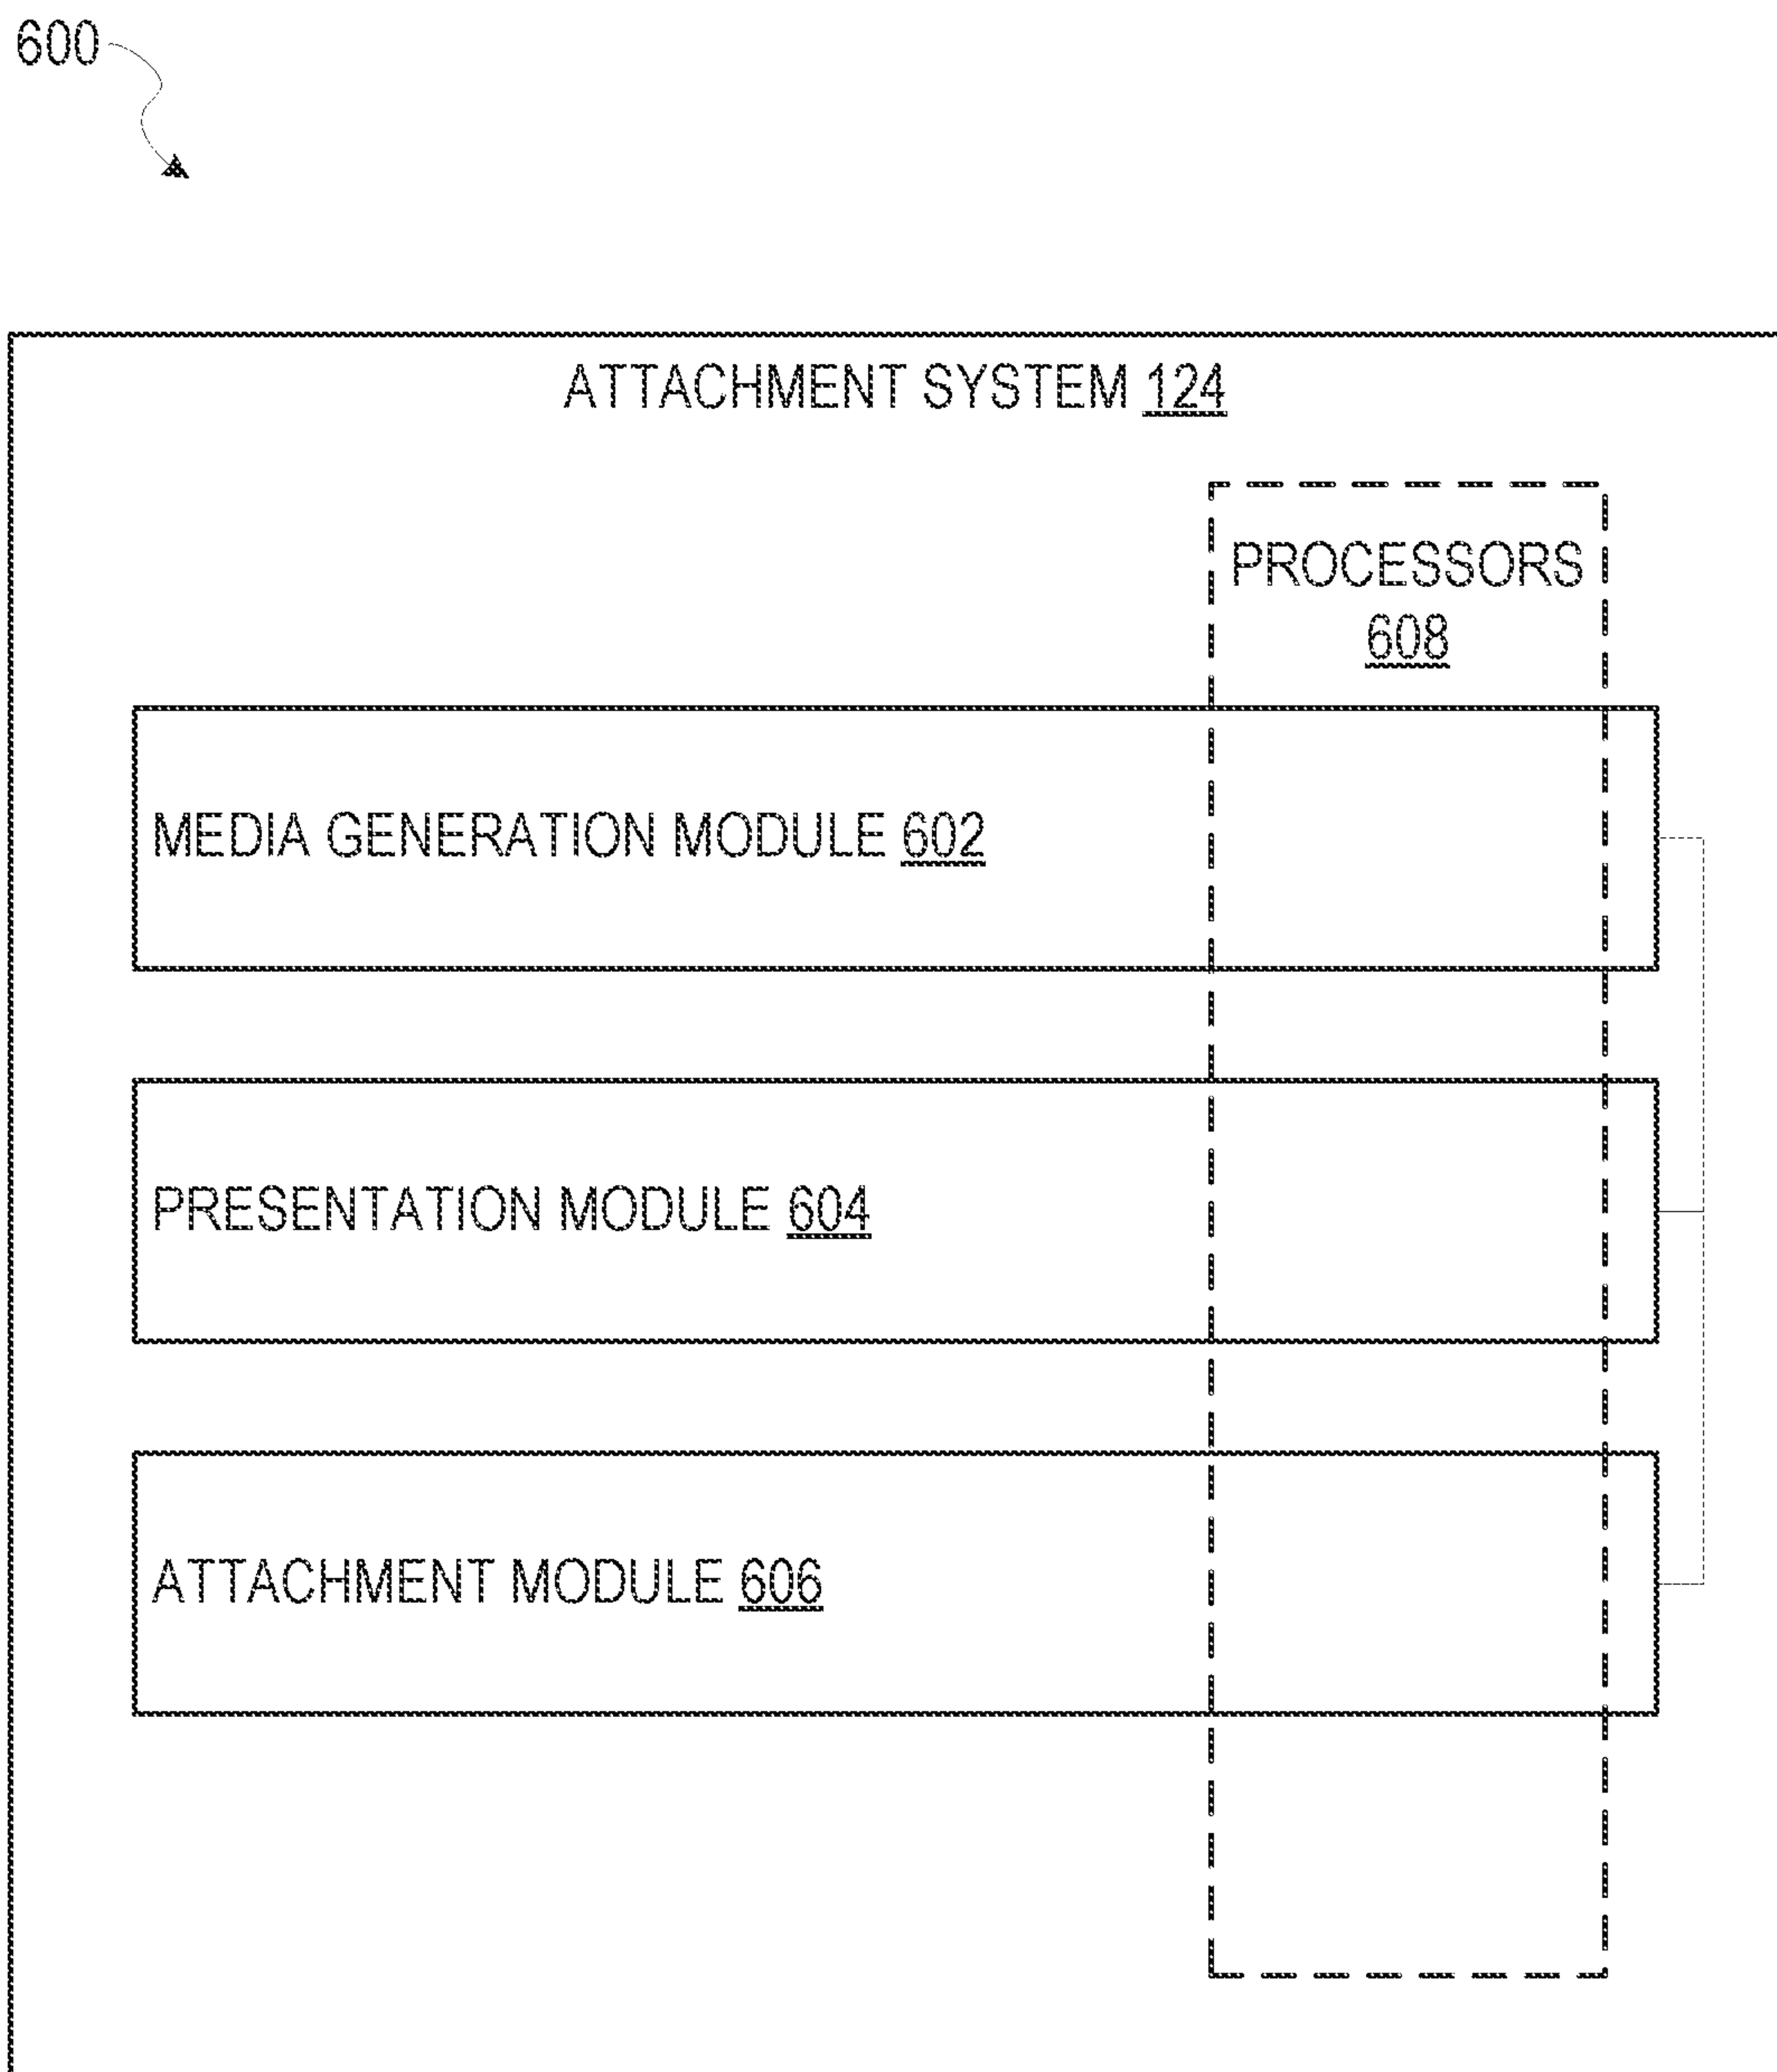 600
ATTACHMENT SYSTEM 124
PROCESSORS
608
MEDIA GENERATION MODULE 602
PRESENTATION MODULE 604
ATTACHMENT MODULE 606